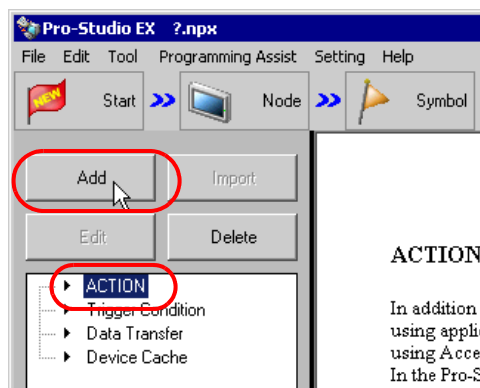 Pro-Studio EX ?.npx
File Edit Tool Programming Assist Setting Help
NEW Start Node Symbol
Add Import
Edit Delete
ACTION
Trigger Condition
Data Transfer
Device Cache
ACTION
In addition
using appli
using Acce
In the Pro-S